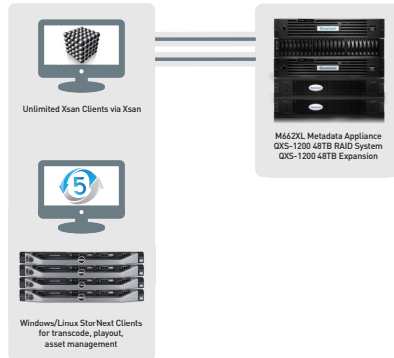 Unlimited Xsan Clients via Xsan
5
Windows/Linux StorNext Clients
for transcode, playout,
asset management
M662XL Metadata Appliance
QXS-1200 48TB RAID System
QXS-1200 48TB Expansion